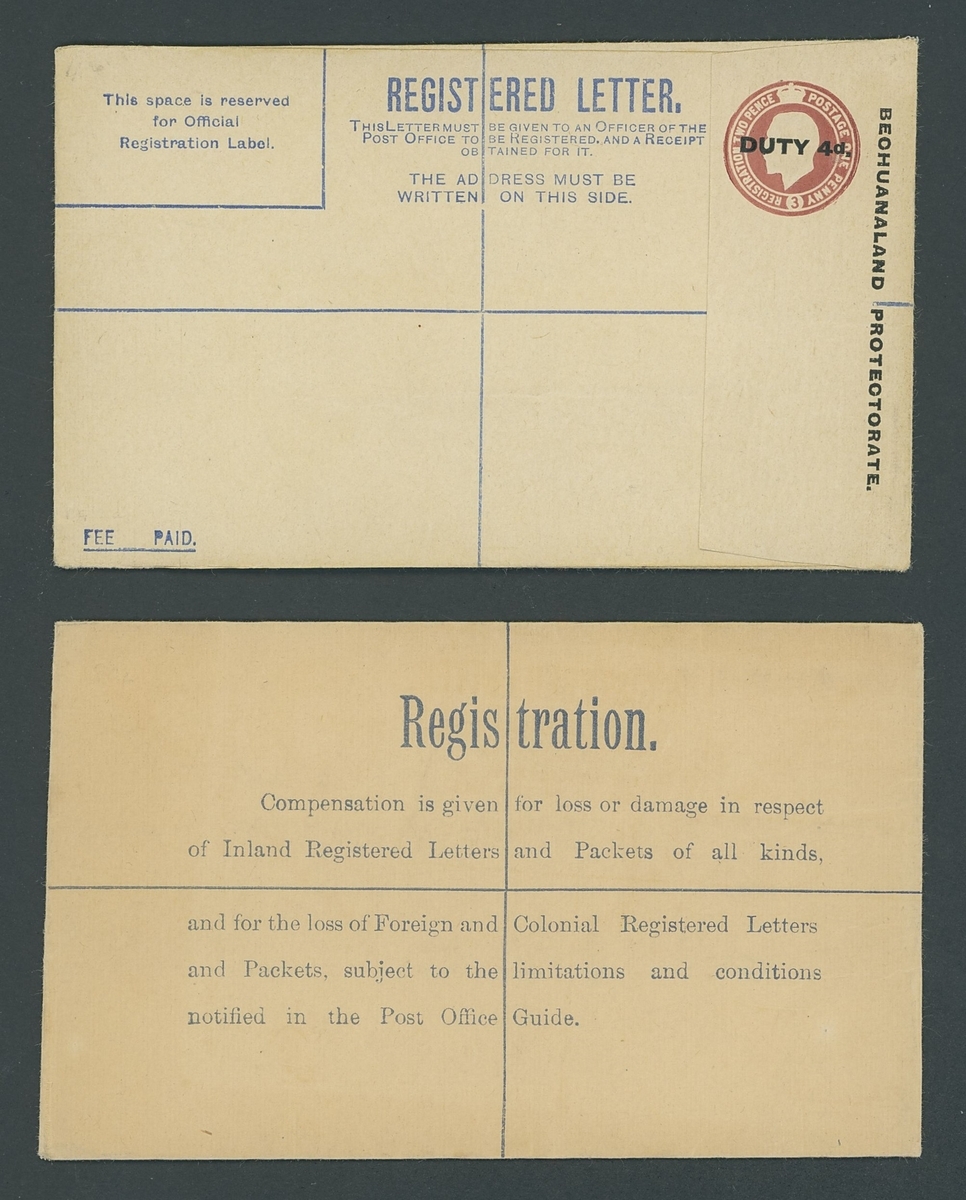 This space is reserved
for Official
Registration Label.
REGISTERED LETTER.
THIS LETTER MUST BE GIVEN TO AN OFFICER OF THE
POST OFFICE TO BE REGISTERED, AND A RECEIPT
OBTAINED FOR IT.
THE ADDRESS MUST BE
WRITTEN ON THIS SIDE.
REGISTRATION TWO PENCE POSTAGE ONE PENNY (3)
DUTY 4d.
BECHUANALAND PROTECTORATE.
FEE PAID.
Registration.
Compensation is given for loss or damage in respect
of Inland Registered Letters and Packets of all kinds,
and for the loss of Foreign and Colonial Registered Letters
and Packets, subject to the limitations and conditions
notified in the Post Office Guide.